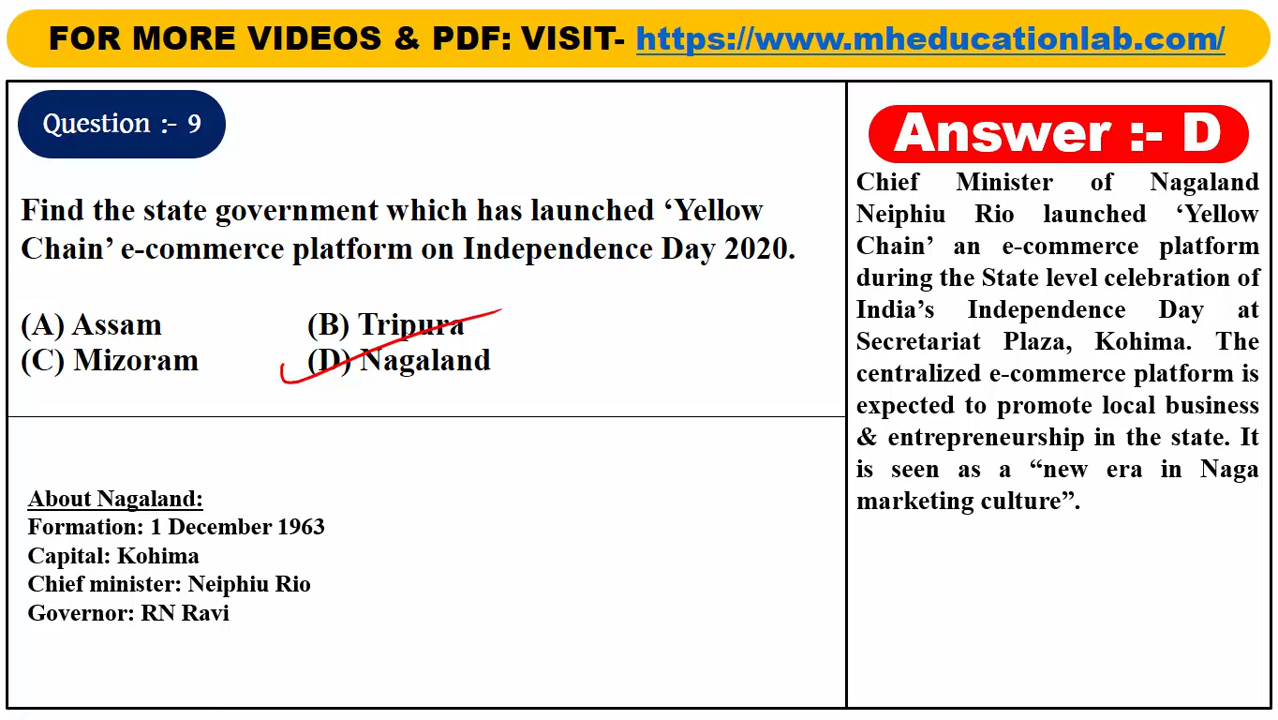 FOR MORE VIDEOS & PDF: VISIT- https://www.mheducationlab.com/
Question :- 9
Find the state government which has launched ‘Yellow
Chain’ e-commerce platform on Independence Day 2020.
(A) Assam (B) Tripura
(C) Mizoram (D) Nagaland
About Nagaland:
Formation: 1 December 1963
Capital: Kohima
Chief minister: Neiphiu Rio
Governor: RN Ravi
Answer :- D
Chief Minister of Nagaland
Neiphiu Rio launched ‘Yellow
Chain’ an e-commerce platform
during the State level celebration of
India’s Independence Day at
Secretariat Plaza, Kohima. The
centralized e-commerce platform is
expected to promote local business
& entrepreneurship in the state. It
is seen as a “new era in Naga
marketing culture”.